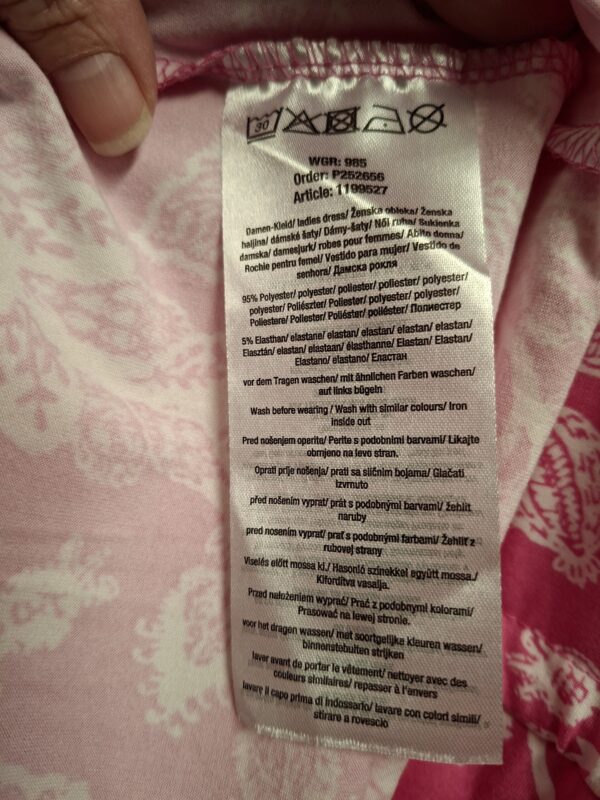 30
WGR: 985
Order: P252656
Article: 1199527
Damen-Kleid/ ladies dress/ Ženska obleka/ Ženska
haljina/ dámské šaty/ Dámy-šaty/ Női ruha/ Sukienka
damska/ damesjurk/ robes pour femmes/ Abito donna/
Rochie pentru femei/ Vestido para mujer/ Vestido de
senhora/ Дамска рокля
95% Polyester/ polyester/ poliester/ poliester/ polyester/
polyester/ Poliészter/ Poliester/ polyester/ polyester/
Poliestere/ Poliester/ Poliéster/ poliéster/ Полиестер
5% Elasthan/ elastane/ elastan/ elastan/ elastan/ elastan/
Elasztán/ elastan/ elastaan/ élasthanne/ Elastan/ Elastan/
Elastano/ elastano/ Еластан
vor dem Tragen waschen/ mit ähnlichen Farben waschen/
auf links bügeln
Wash before wearing / Wash with similar colours/ Iron
inside out
Pred nošenjem operite/ Perite s podobnimi barvami/ Likajte
obrnjeno na levo stran.
Oprati prije nošenja/ prati sa sličnim bojama/ Glačati
izvrnuto
před nošením vyprat/ prát s podobnými barvami/ žehlit
naruby
pred nosením vyprať/ prať s podobnými farbami/ Žehliť z
rubovej strany
Viselés előtt mossa ki./ Hasonló színekkel együtt mossa./
Kifordítva vasalja.
Przed nałożeniem wyprać/ Prać z podobnymi kolorami/
Prasować na lewej stronie.
voor het dragen wassen/ met soortgelijke kleuren wassen/
binnenstebuiten strijken
laver avant de porter le vêtement/ nettoyer avec des
couleurs similaires/ repasser à l'envers
lavare il capo prima di indossarlo/ lavare con colori simili/
stirare a rovescio